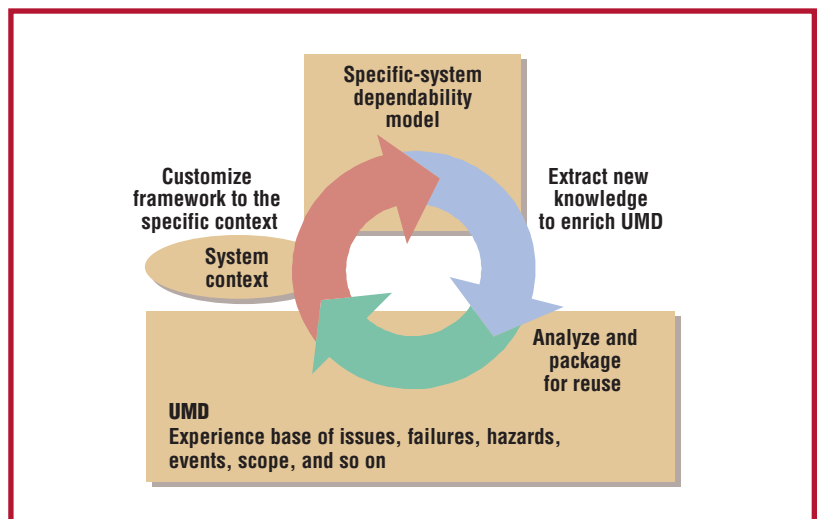 Specific-system
dependability
model
Customize
framework to the
specific context
Extract new
knowledge
to enrich UMD
System
context
Analyze and
package
for reuse
UMD
Experience base of issues, failures, hazards,
events, scope, and so on